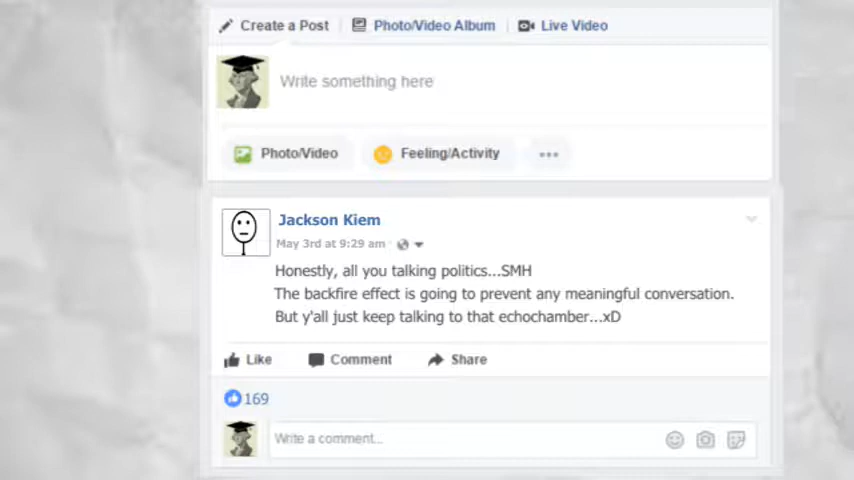 Create a Post Photo/Video Album Live Video
Write something here
Photo/Video Feeling/Activity
Jackson Kiem
May 3rd at 9:29 am
Honestly, all you talking politics...SMH
The backfire effect is going to prevent any meaningful conversation.
But y'all just keep talking to that echochamber...xD
Like Comment Share
169
Write a comment...